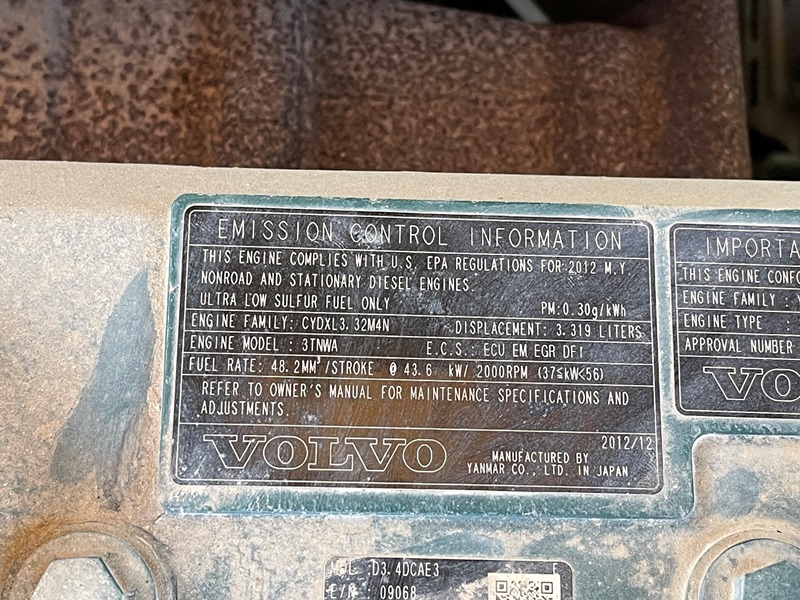 EMISSION CONTROL INFORMATION
THIS ENGINE COMPLIES WITH U.S. EPA REGULATIONS FOR 2012 M.Y.
NONROAD AND STATIONARY DIESEL ENGINES.
ULTRA LOW SULFUR FUEL ONLY PM:0.30g/kWh
ENGINE FAMILY: CYDXL3.32M4N DISPLACEMENT: 3.319 LITERS
ENGINE MODEL : 3TNWA E.C.S.: ECU EM EGR DFI
FUEL RATE: 48.2MM³/STROKE @ 43.6 kW/ 2000RPM (37≤kW<56)
REFER TO OWNER'S MANUAL FOR MAINTENANCE SPECIFICATIONS AND
ADJUSTMENTS.
2012/12
VOLVO
MANUFACTURED BY
YANMAR CO., LTD. IN JAPAN
IMPORTA
THIS ENGINE CONFO
ENGINE FAMILY :
ENGINE TYPE :
APPROVAL NUMBER
VO
D3.4DCAE3 E
E/N : 09068